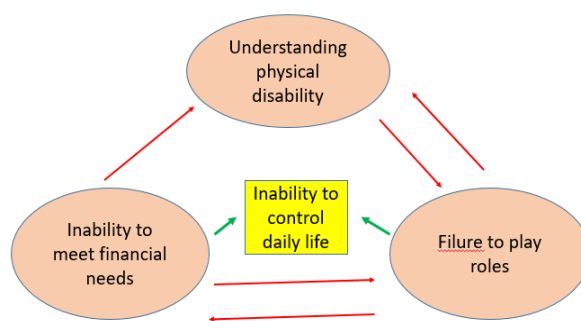 Understanding
physical
disability
Inability to
control
daily life
Inability to
meet financial
needs
Filure to play
roles